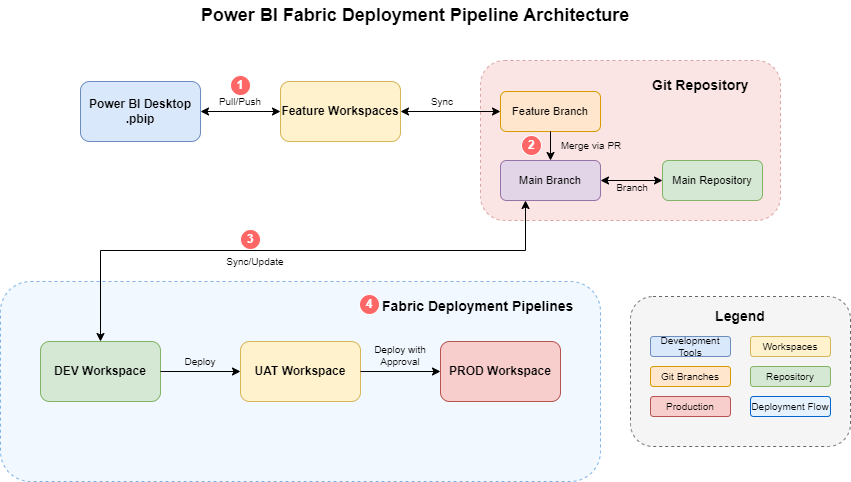 Power BI Fabric Deployment Pipeline Architecture
Git Repository
1
Power BI Desktop
.pbip
Pull/Push
Feature Workspaces
Sync
Feature Branch
2
Merge via PR
Main Branch
Branch
Main Repository
3
Sync/Update
4
Fabric Deployment Pipelines
DEV Workspace
Deploy
UAT Workspace
Deploy with
Approval
PROD Workspace
Legend
Development
Tools
Workspaces
Git Branches
Repository
Production
Deployment Flow